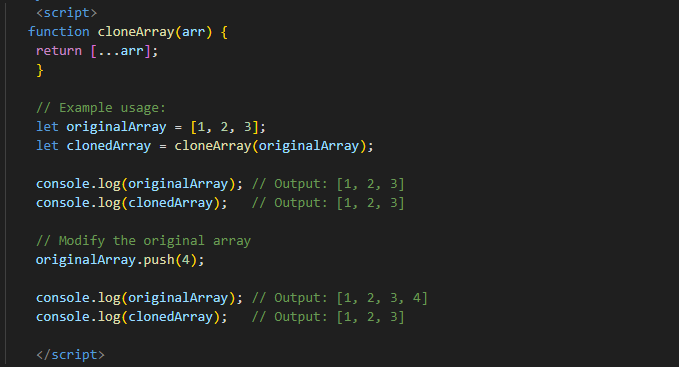 <script>
function cloneArray(arr) {
return [...arr];
}
// Example usage:
let originalArray = [1, 2, 3];
let clonedArray = cloneArray(originalArray);
console.log(originalArray); // Output: [1, 2, 3]
console.log(clonedArray);   // Output: [1, 2, 3]
// Modify the original array
originalArray.push(4);
console.log(originalArray); // Output: [1, 2, 3, 4]
console.log(clonedArray);   // Output: [1, 2, 3]
</script>